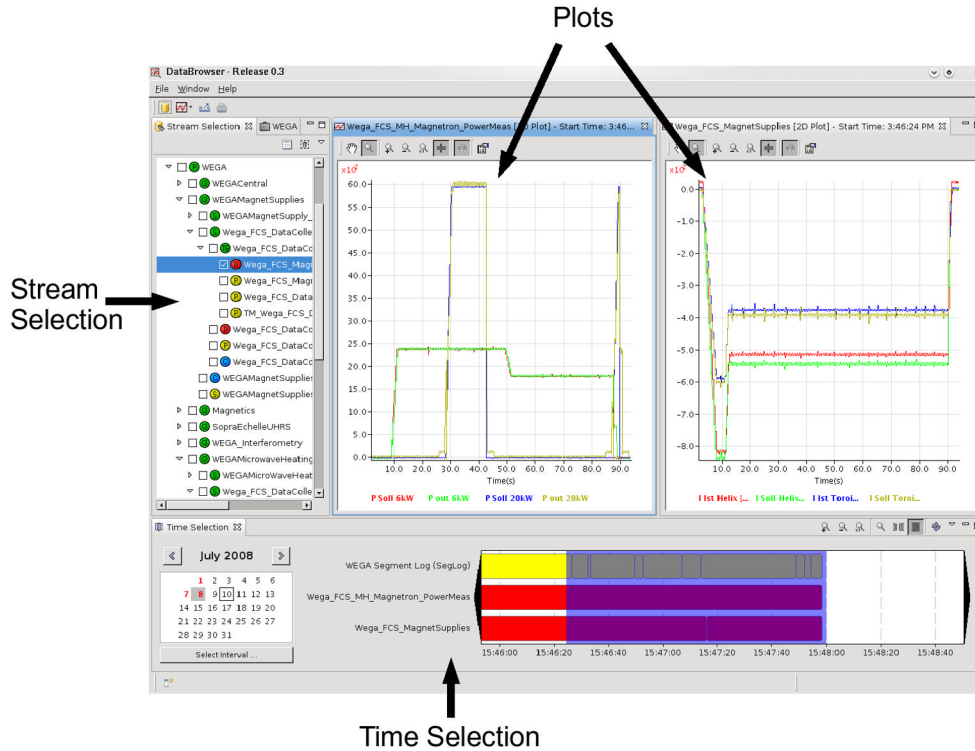 Plots
DataBrowser - Release 0.3
File Window Help
Stream Selection
WEGA
WEGA
WEGACentral
WEGAMagnetSupplies
WEGAMagnetSupply_
Wega_FCS_DataColle
Wega_FCS_DataCo
Wega_FCS_Magr
Wega_FCS_Magr
Wega_FCS_Data
TM_Wega_FCS_D
Wega_FCS_DataCo
Wega_FCS_DataCo
Wega_FCS_DataCo
WEGAMagnetSupplies
WEGAMagnetSupplies
Magnetics
SopraEchelleUHRS
WEGA_Interferometry
WEGAMicrowaveHeating
WEGAMicroWaveHeat
Wega_FCS_DataColle
Stream
Selection
Wega_FCS_MH_Magnetron_PowerMeas [2D Plot] - Start Time: 3:46...
x10²
60.0
55.0
50.0
45.0
40.0
35.0
30.0
25.0
20.0
15.0
10.0
5.0
0.0
10.0 20.0 30.0 40.0 50.0 60.0 70.0 80.0 90.0
Time(s)
P Soll 6kW P out 6kW P Soll 20kW P out 20kW
Wega_FCS_MagnetSupplies [2D Plot] - Start Time: 3:46:24 PM
x10²
0.0
-1.0
-2.0
-3.0
-4.0
-5.0
-6.0
-7.0
-8.0
10.0 20.0 30.0 40.0 50.0 60.0 70.0 80.0 90.0
Time(s)
I Ist Helix [... I Soll Helix... I Ist Toroi... I Soll Toroi...
Time Selection
July 2008
1 2 3 4 5 6
7 8 9 10 11 12 13
14 15 16 17 18 19 20
21 22 23 24 25 26 27
28 29 30 31
Select Interval ...
WEGA Segment Log (SegLog)
Wega_FCS_MH_Magnetron_PowerMeas
Wega_FCS_MagnetSupplies
15:46:00 15:46:20 15:46:40 15:47:00 15:47:20 15:47:40 15:48:00 15:48:20 15:48:40
Time Selection